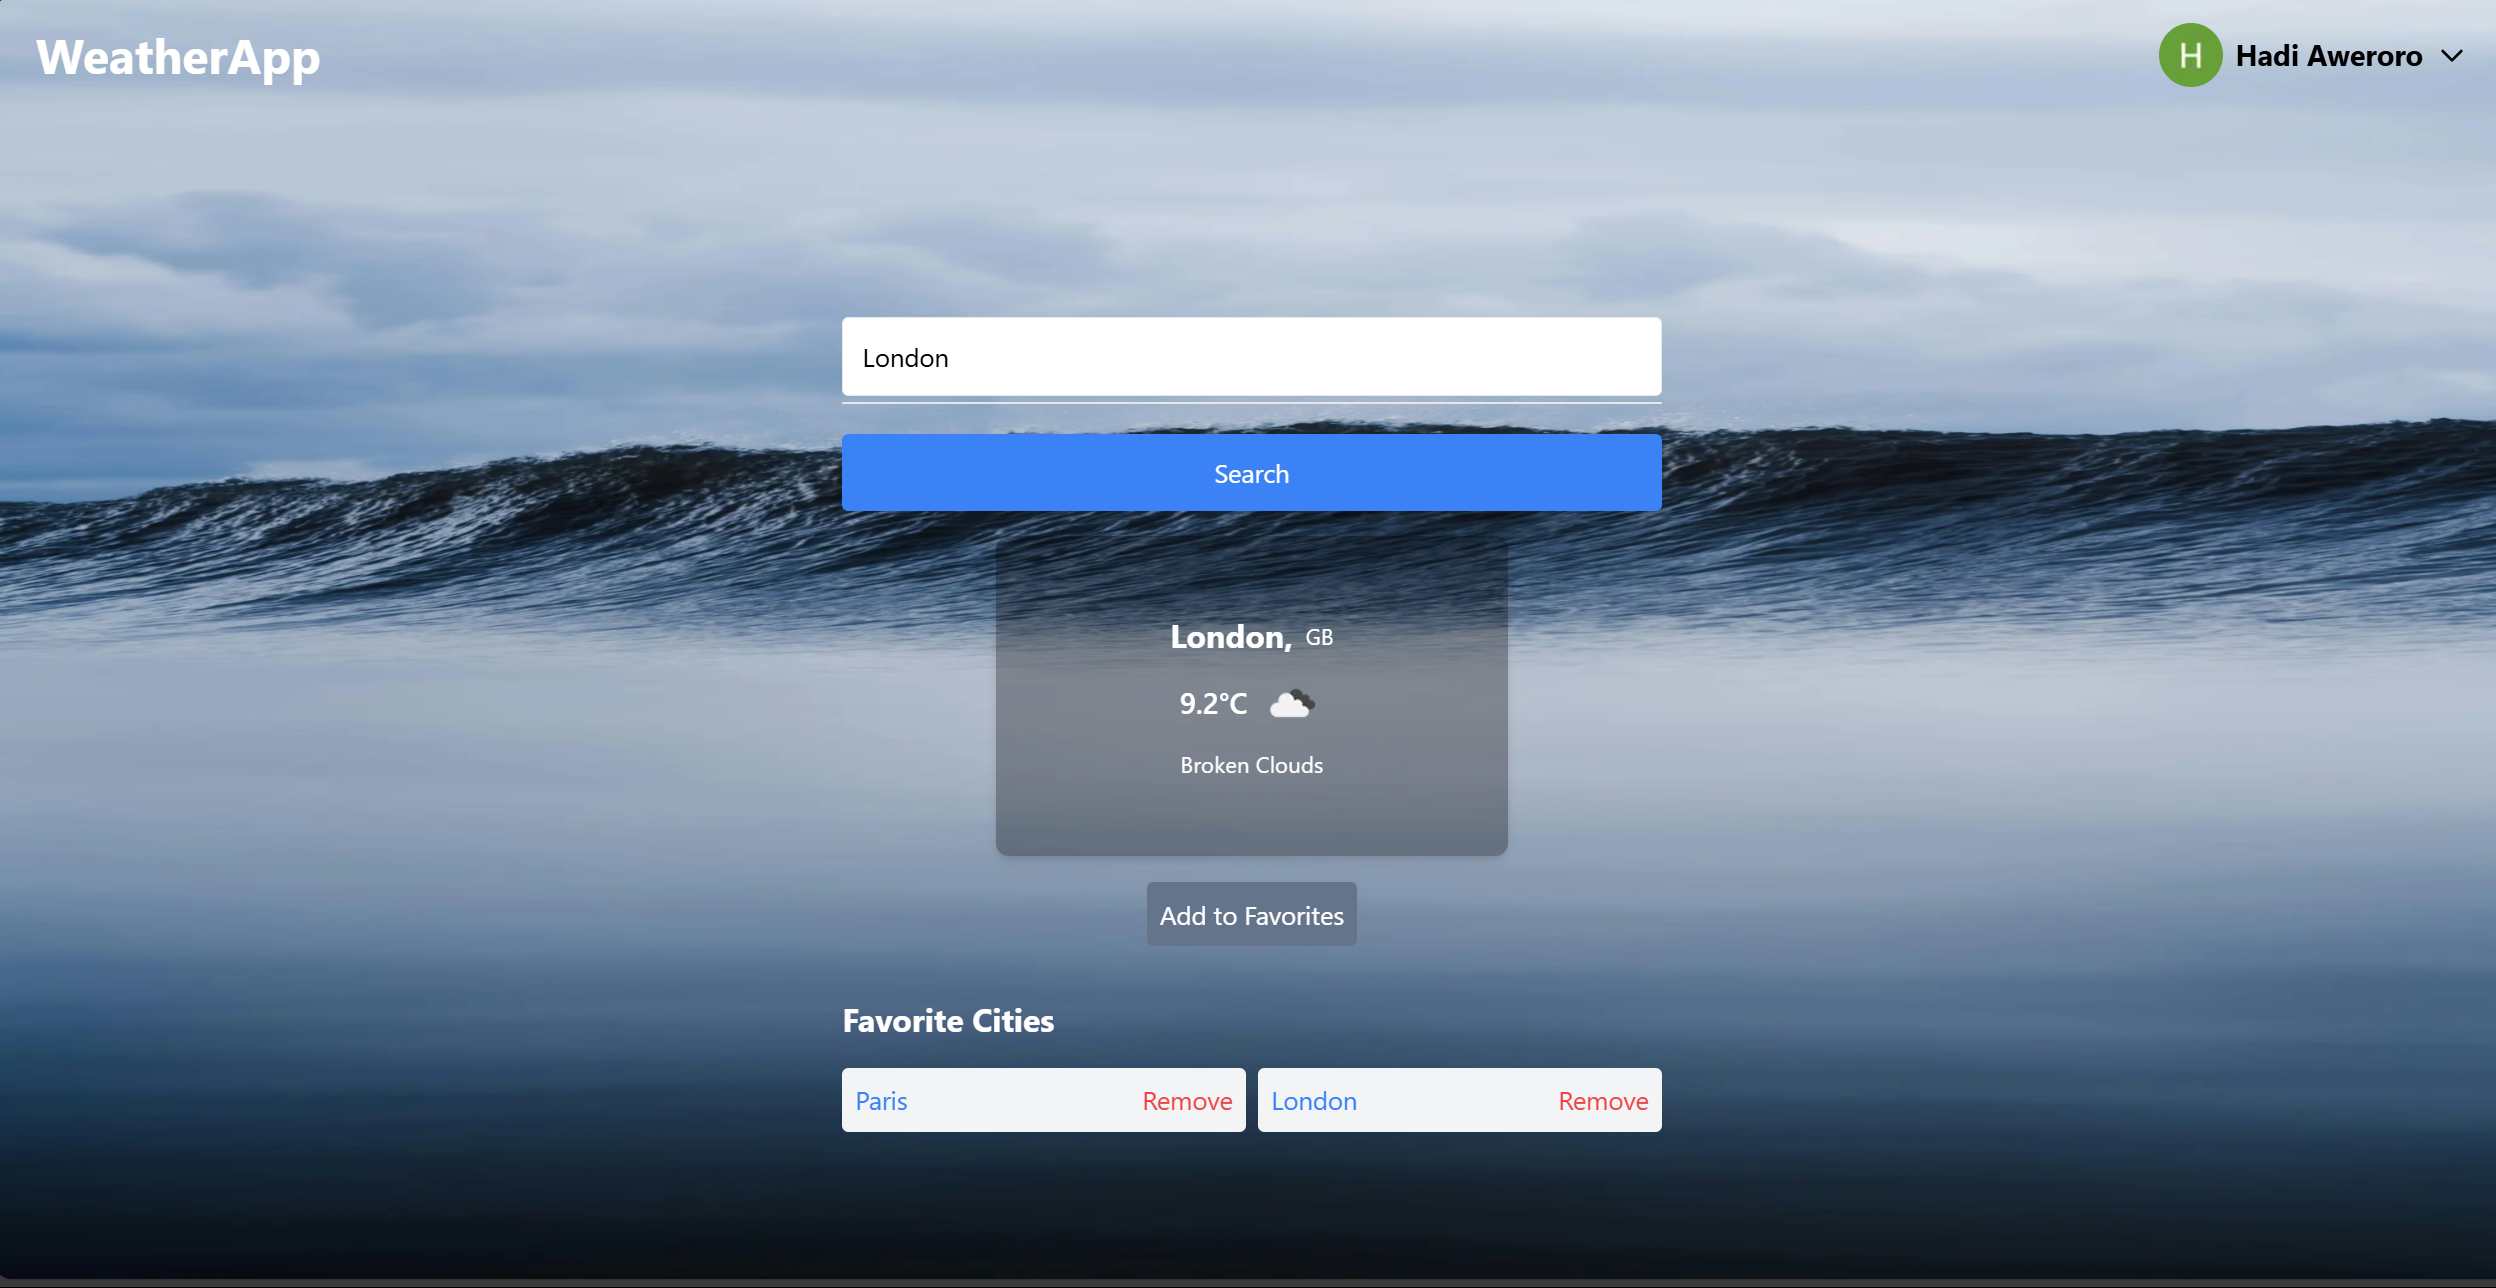 WeatherApp
H Hadi Aweroro
London
Search
London, GB
9.2°C
Broken Clouds
Add to Favorites
Favorite Cities
Paris Remove London Remove